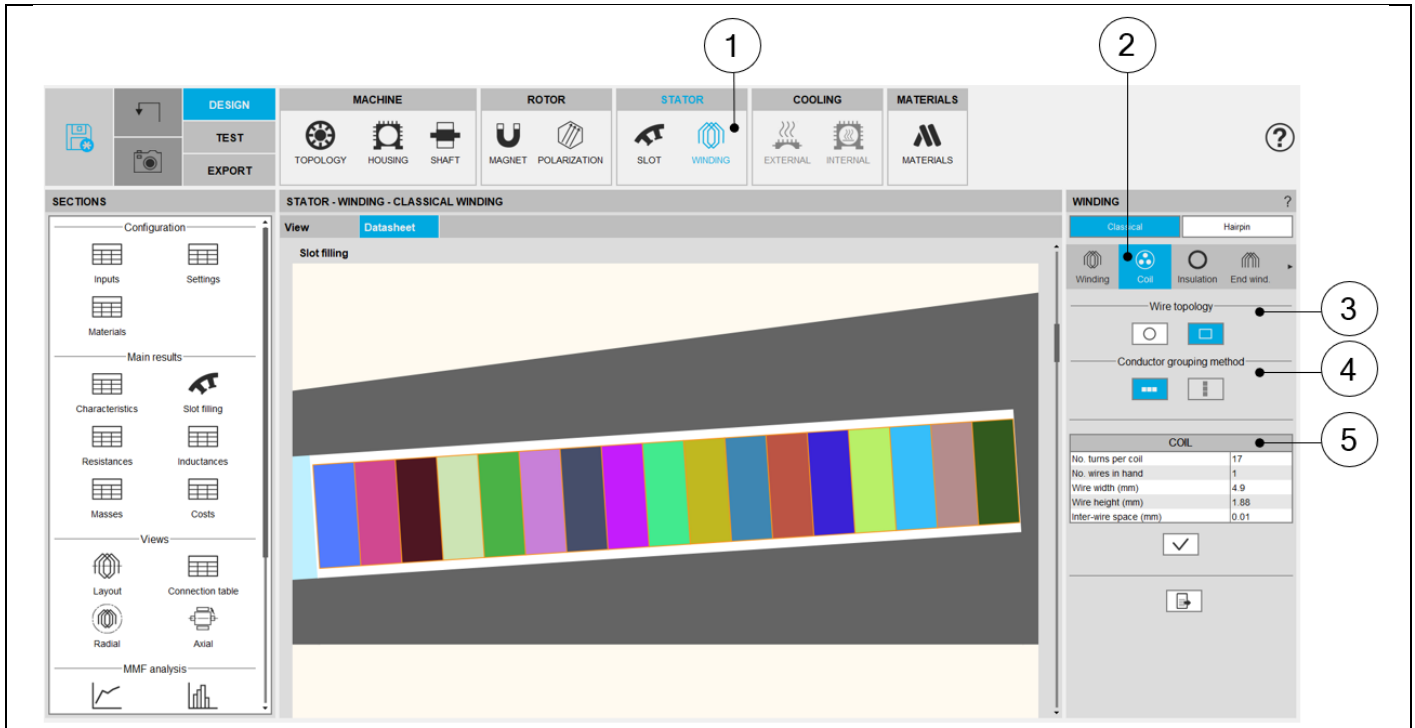 1
2
DESIGN
TEST
EXPORT
MACHINE
ROTOR
STATOR
COOLING
MATERIALS
TOPOLOGY
HOUSING
SHAFT
MAGNET
POLARIZATION
SLOT
WINDING
EXTERNAL
INTERNAL
MATERIALS
?
SECTIONS
Configuration
Inputs
Settings
Materials
Main results
Characteristics
Slot filling
Resistances
Inductances
Masses
Costs
Views
Layout
Connection table
Radial
Axial
MMF analysis
STATOR - WINDING - CLASSICAL WINDING
View
Datasheet
Slot filling
WINDING ?
Classical
Hairpin
Winding
Coil
Insulation
End wind.
Wire topology
3
Conductor grouping method
4
COIL
5
No. turns per coil 17
No. wires in hand 1
Wire width (mm) 4.9
Wire height (mm) 1.88
Inter-wire space (mm) 0.01